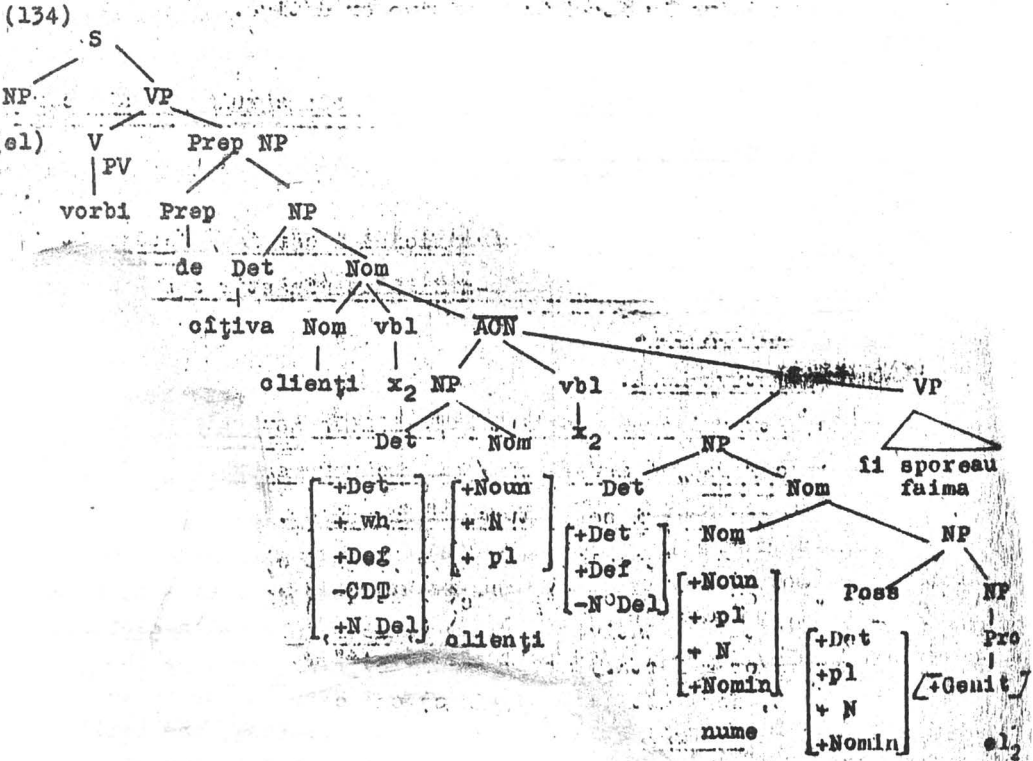 (134)
S
NP VP
el) V Prep NP
PV
vorbi Prep NP
de Det Nom
cîţiva Nom vbl AON
clienţi x2 NP vbl VP
Det Nom x2 NP îi sporeau
faima
+Det +Noun Det Nom
+ wh + N +Det Nom NP
+Def + pl +Def
-CDT -N Del +Noun Poss NP
+N Del clienţi + pl +Det Pro
+ N +pl [+Genit]
+Nomin + N
nume +Nomin el2